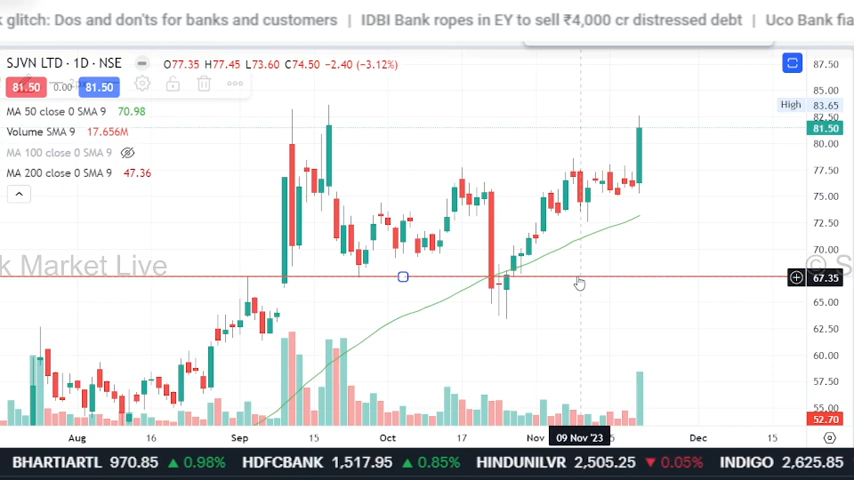 k glitch: Dos and don'ts for banks and customers | IDBI Bank ropes in EY to sell ₹4,000 cr distressed debt | Uco Bank fia
SJVN LTD · 1D · NSE O77.35 H77.45 L73.60 C74.50 -2.40 (-3.12%)
81.50 0.00 81.50
MA 50 close 0 SMA 9 70.98
Volume SMA 9 17.656M
MA 100 close 0 SMA 9
MA 200 close 0 SMA 9 47.36
87.50
85.00
High 83.65
82.50
81.50
80.00
77.50
75.00
72.50
70.00
k Market Live
© S
67.35
65.00
62.50
60.00
57.50
55.00
52.70
Aug 16 Sep 15 Oct 17 Nov 09 Nov '23 Dec 15
BHARTIARTL 970.85 ▲ 0.98% HDFCBANK 1,517.95 ▲ 0.85% HINDUNILVR 2,505.25 ▼ 0.05% INDIGO 2,625.85